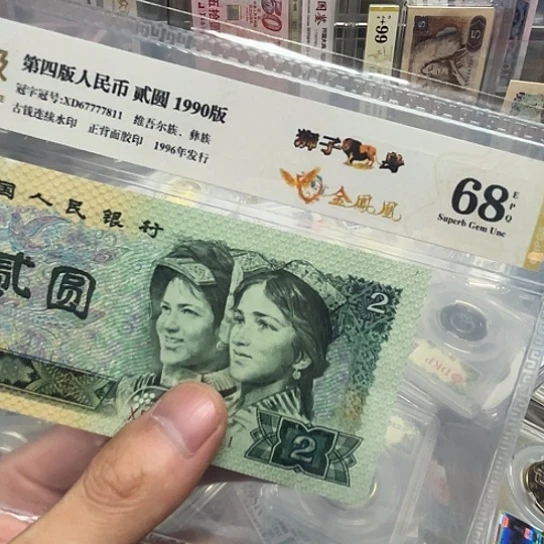 第四版人民币 贰圆 1990版
冠字冠号:XD67777811 维吾尔族、彝族
古钱连续水印 正背面胶印 1996年发行
狮子
金凤凰
68
EPQ
Superb Gem Unc
国人民银行
贰圆
2
2
99
5
50